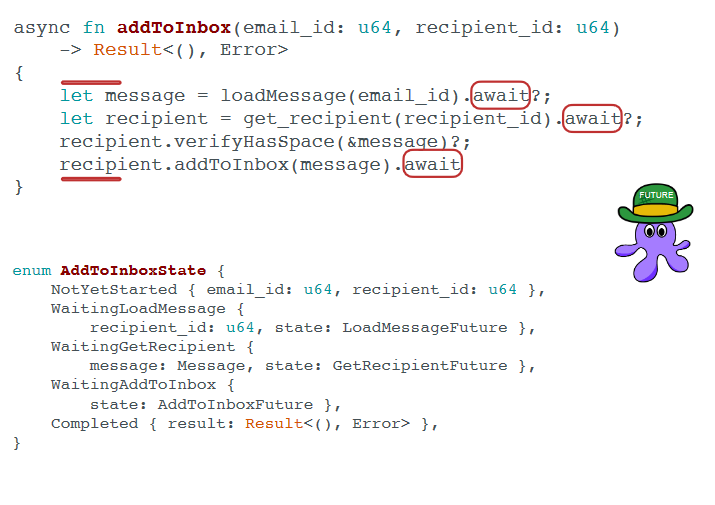 async fn addToInbox(email_id: u64, recipient_id: u64)
    -> Result<(), Error>
{
    let message = loadMessage(email_id).await?;
    let recipient = get_recipient(recipient_id).await?;
    recipient.verifyHasSpace(&message)?;
    recipient.addToInbox(message).await
}
FUTURE
enum AddToInboxState {
    NotYetStarted { email_id: u64, recipient_id: u64 },
    WaitingLoadMessage {
        recipient_id: u64, state: LoadMessageFuture },
    WaitingGetRecipient {
        message: Message, state: GetRecipientFuture },
    WaitingAddToInbox {
        state: AddToInboxFuture },
    Completed { result: Result<(), Error> },
}